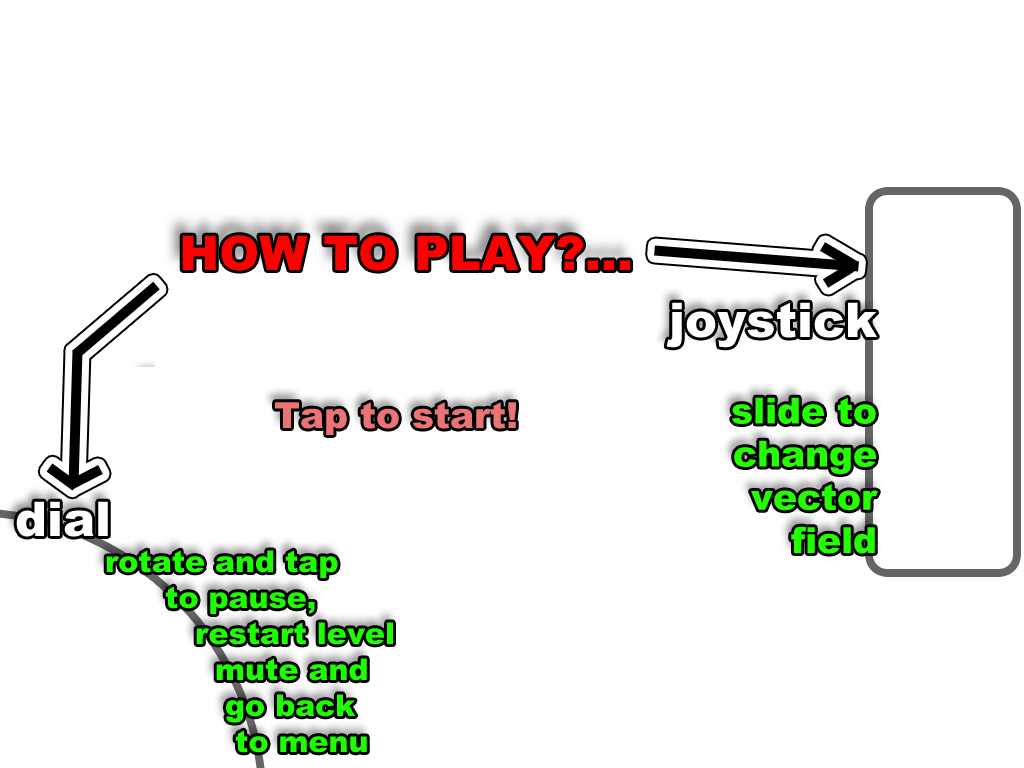 HOW TO PLAY?...
joystick
slide to
change
vector
field
Tap to start!
dial
rotate and tap
to pause,
restart level
mute and
go back
to menu